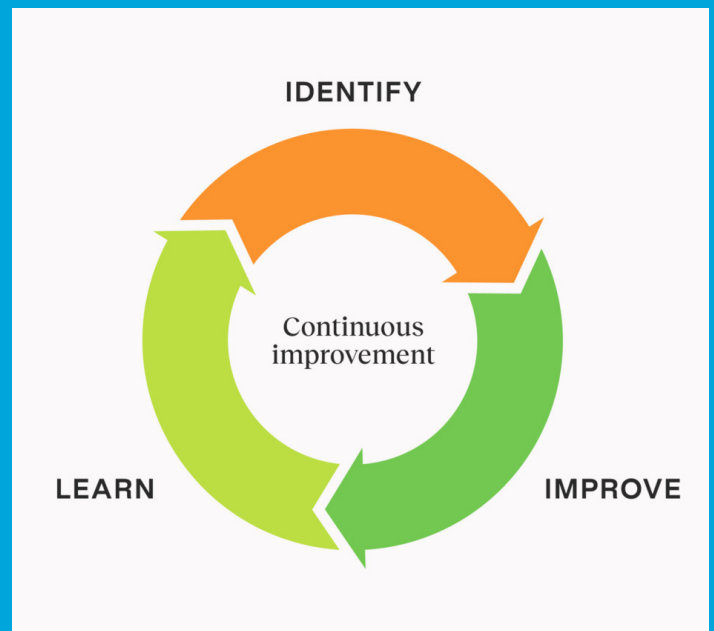 IDENTIFY
Continuous
improvement
LEARN
IMPROVE